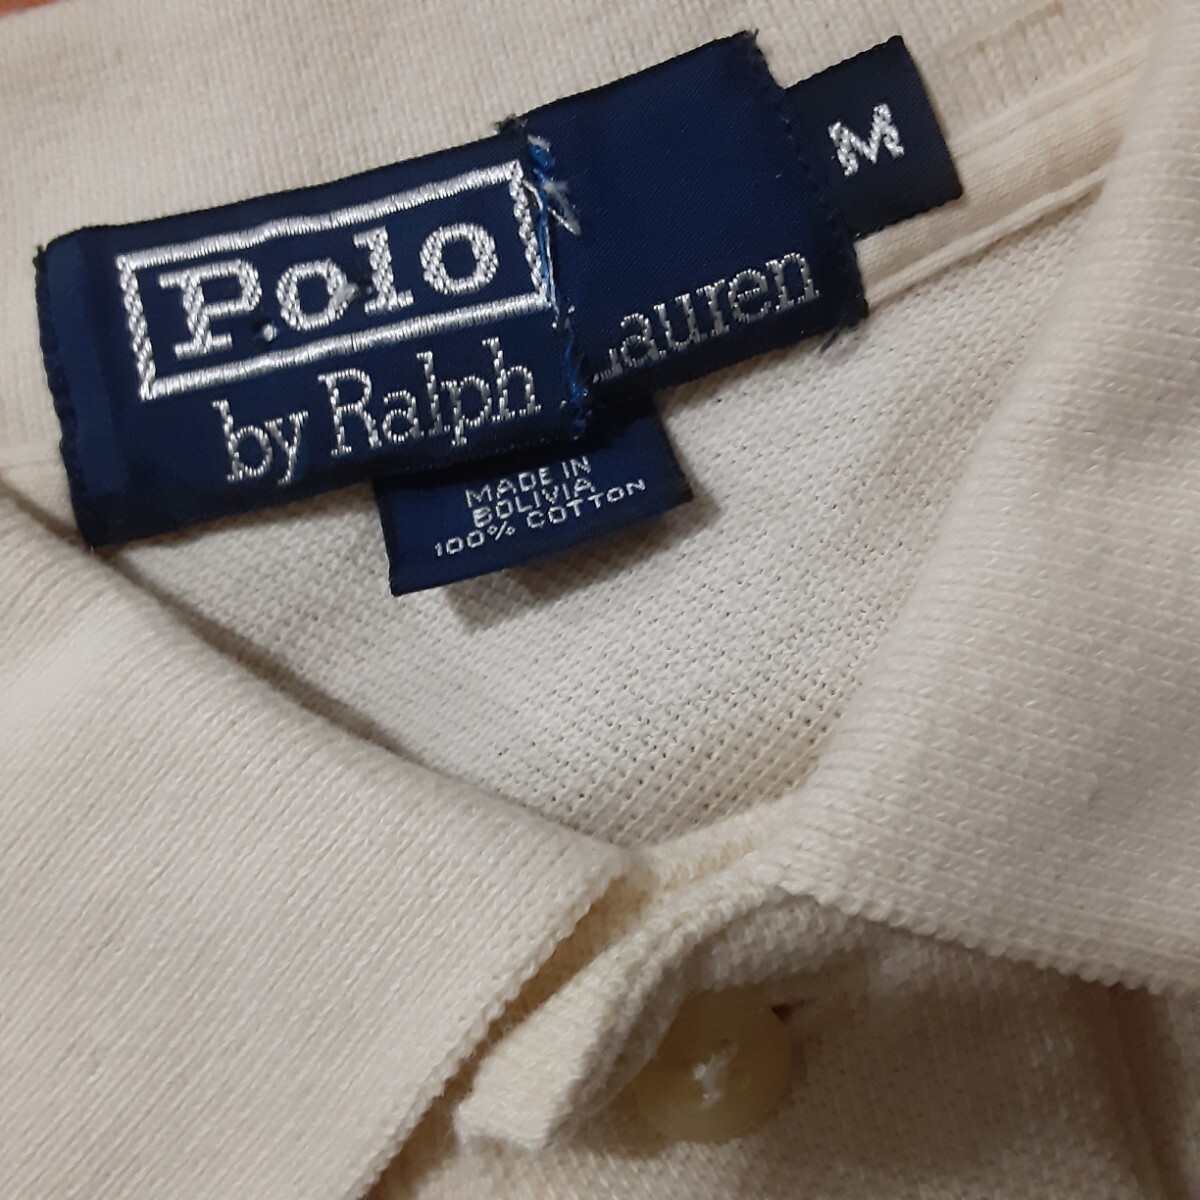 Polo
by Ralph Lauren
M
MADE IN
BOLIVIA
100% COTTON